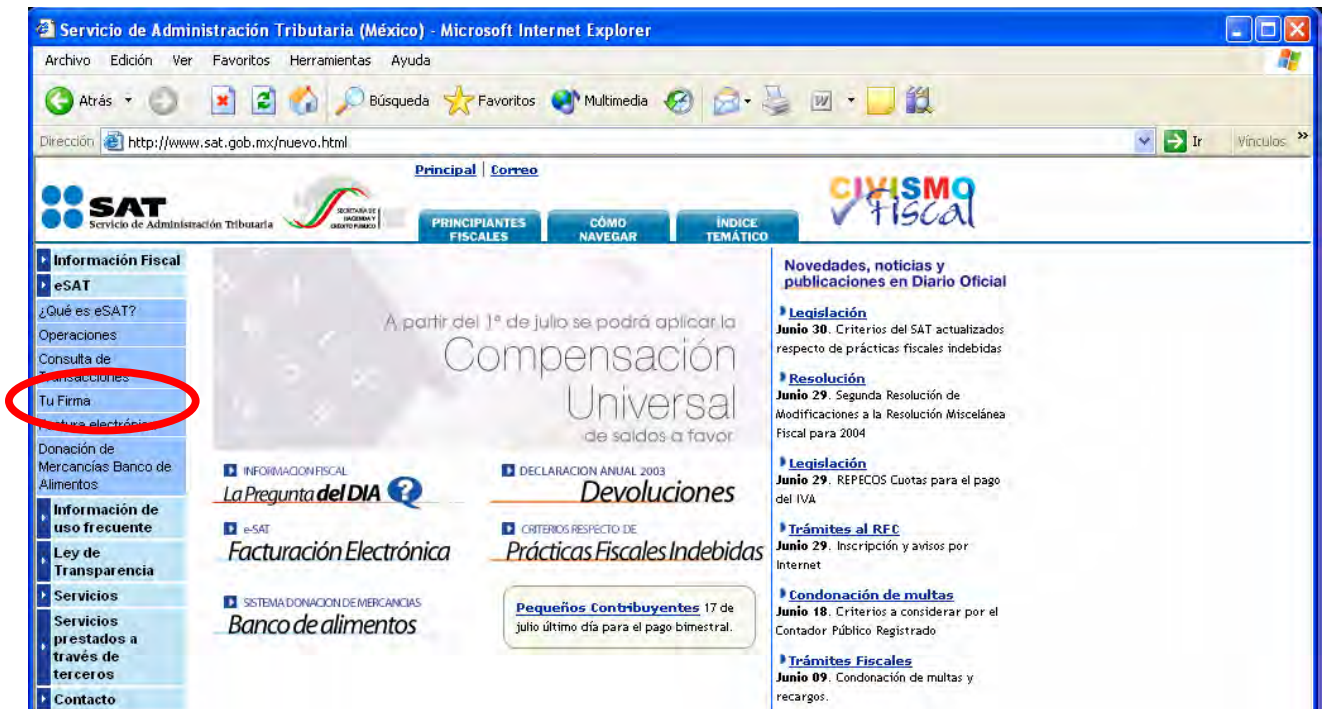 Servicio de Administración Tributaria (México) - Microsoft Internet Explorer
Archivo Edición Ver Favoritos Herramientas Ayuda
Atrás Búsqueda Favoritos Multimedia
Dirección http://www.sat.gob.mx/nuevo.html Ir Vínculos »
Principal | Correo
SAT
Servicio de Administración Tributaria
SECRETARÍA DE
HACIENDA Y
CRÉDITO PÚBLICO
PRINCIPIANTES
FISCALES
CÓMO
NAVEGAR
ÍNDICE
TEMÁTICO
CIVISMO
fiscal
Información Fiscal
eSAT
¿Qué es eSAT?
Operaciones
Consulta de
Transacciones
Tu Firma
Factura electrónica
Donación de
Mercancías Banco de
Alimentos
Información de
uso frecuente
Ley de
Transparencia
Servicios
Servicios
prestados a
través de
terceros
Contacto
A partir del 1º de julio se podrá aplicar la
Compensación
Universal
de saldos a favor
INFORMACION FISCAL
La Pregunta del DIA ?
DECLARACION ANUAL 2003
Devoluciones
e-SAT
Facturación Electrónica
CRITERIOS RESPECTO DE
Prácticas Fiscales Indebidas
SISTEMA DONACION DE MERCANCIAS
Banco de alimentos
Pequeños Contribuyentes 17 de
julio último día para el pago bimestral.
Novedades, noticias y
publicaciones en Diario Oficial
Legislación
Junio 30. Criterios del SAT actualizados
respecto de prácticas fiscales indebidas
Resolución
Junio 29. Segunda Resolución de
Modificaciones a la Resolución Miscelánea
Fiscal para 2004
Legislación
Junio 29. REPECOS Cuotas para el pago
del IVA
Trámites al RFC
Junio 29. Inscripción y avisos por
Internet
Condonación de multas
Junio 18. Criterios a considerar por el
Contador Público Registrado
Trámites Fiscales
Junio 09. Condonación de multas y
recargos.